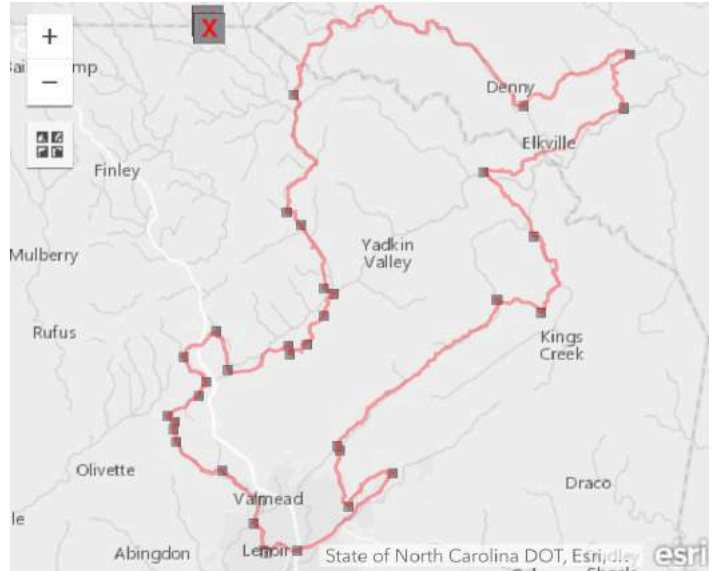 X
+
−
Denny
Elkville
Finley
Yadkin
Valley
Mulberry
Rufus
Kings
Creek
Olivette
Valmead
Draco
le
Abingdon
Lenoir
State of North Carolina DOT, Esri,
esri